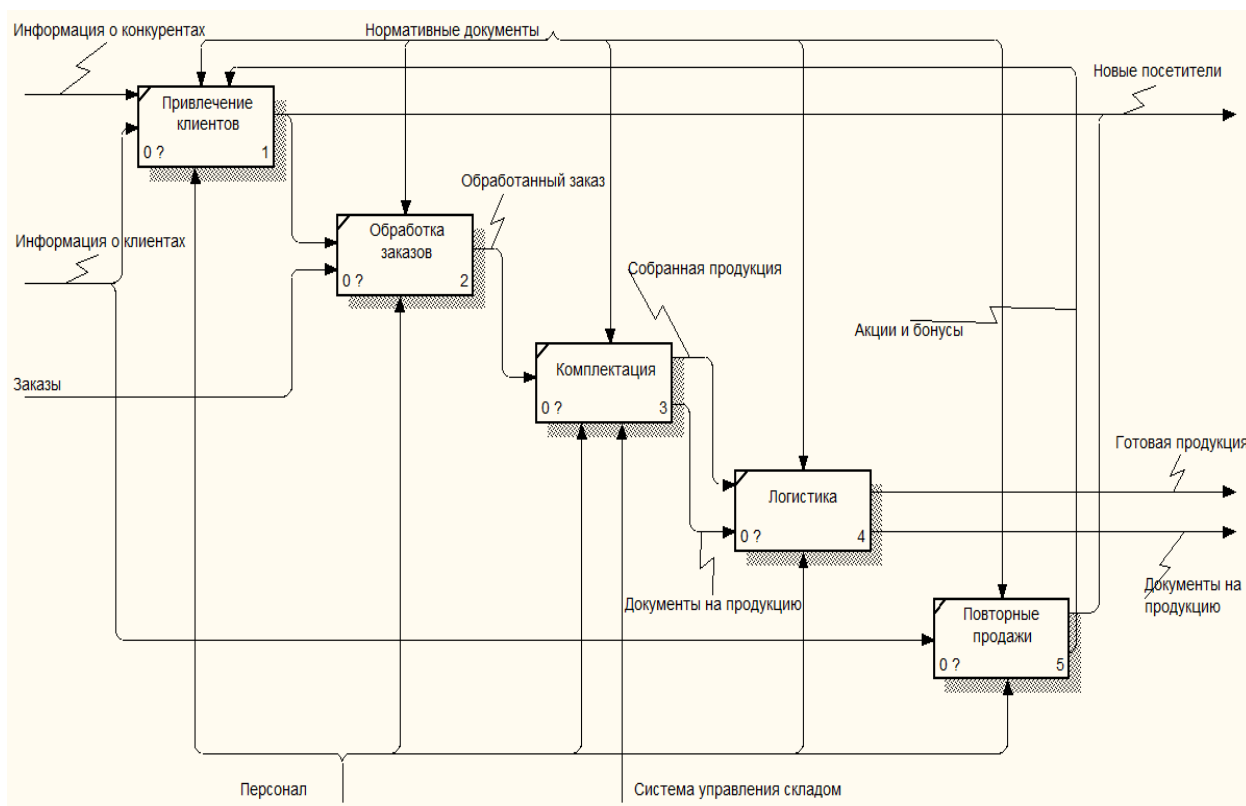 Информация о конкурентах
Нормативные документы
Новые посетители
Привлечение
клиентов
0 ?
1
Обработанный заказ
Информация о клиентах
Обработка
заказов
0 ?
2
Собранная продукция
Акции и бонусы
Заказы
Комплектация
0 ?
3
Готовая продукция
Логистика
0 ?
4
Документы на продукцию
Документы на
продукцию
Повторные
продажи
0 ?
5
Персонал
Система управления складом